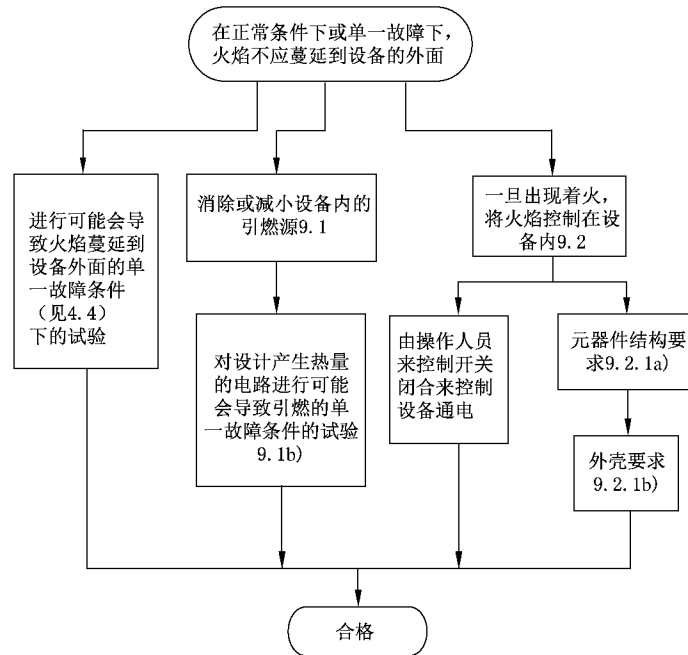 在正常条件下或单一故障下，
火焰不应蔓延到设备的外面
进行可能会导
致火焰蔓延到
设备外面的单
一故障条件
（见4.4）
下的试验
消除或减小设备内的
引燃源9.1
对设计产生热量
的电路进行可能
会导致引燃的单
一故障条件的试验
9.1b)
一旦出现着火，
将火焰控制在设
备内9.2
由操作人员
来控制开关
闭合来控制
设备通电
元器件结构要
求9.2.1a)
外壳要求
9.2.1b)
合格